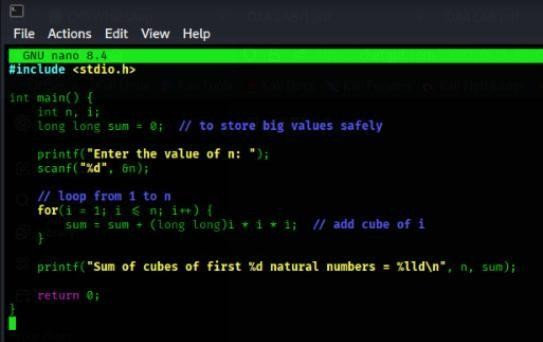 File Actions Edit View Help
GNU nano 8.4
#include <stdio.h>
int main() {
int n, i;
long long sum = 0; // to store big values safely
printf("Enter the value of n: ");
scanf("%d", &n);
// loop from 1 to n
for(i = 1; i ≤ n; i++) {
sum = sum + (long long)i * i * i; // add cube of i
}
printf("Sum of cubes of first %d natural numbers = %lld\n", n, sum);
return 0;
}